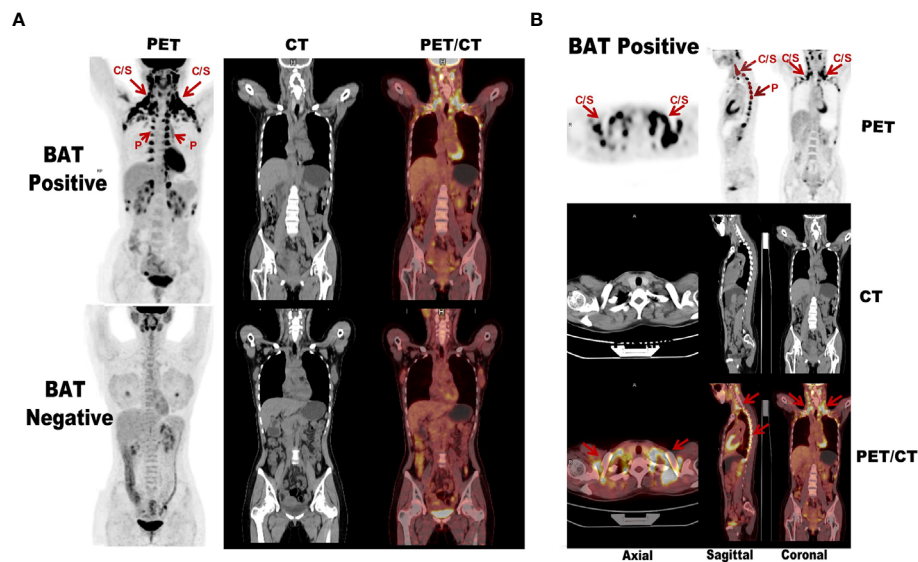 A
PET
CT
PET/CT
C/S
C/S
P
P
BAT
Positive
H
BAT
Negative
H
B
BAT Positive
C/S
C/S
C/S
P
C/S
C/S
PET
A
CT
A
PET/CT
Axial
Sagittal
Coronal